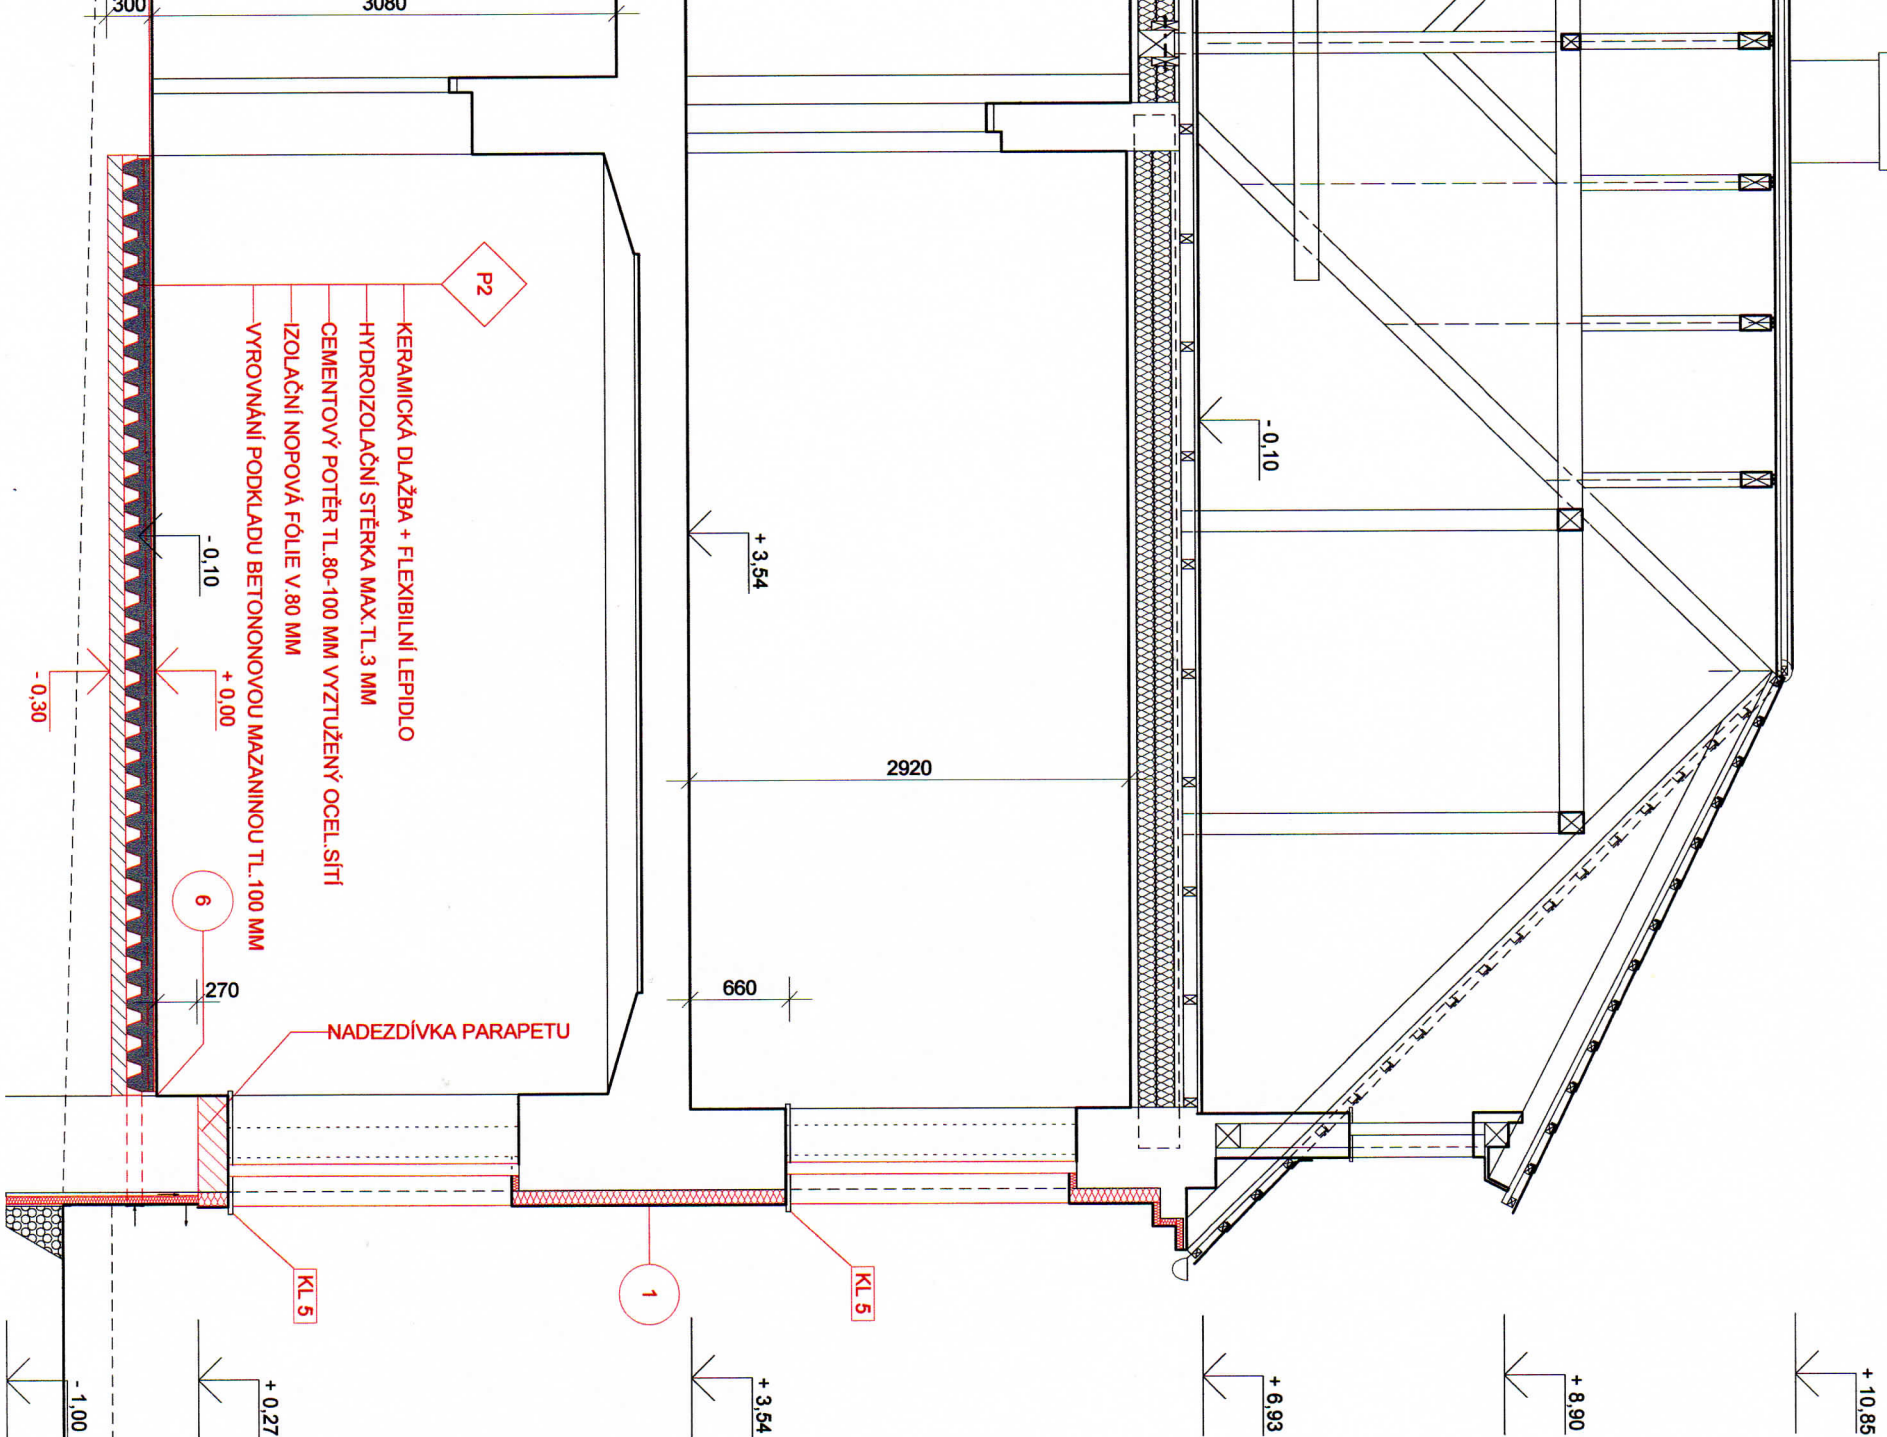 300
3080
P2
KERAMICKÁ DLAŽBA + FLEXIBILNÍ LEPIDLO
HYDROIZOLAČNÍ STĚRKA MAX.TL.3 MM
CEMENTOVÝ POTĚR TL.80-100 MM VYZTUŽENÝ OCEL.SÍTÍ
IZOLAČNÍ NOPOVÁ FÓLIE V.80 MM
VYROVNÁNÍ PODKLADU BETONONOVOU MAZANINOU TL.100 MM
- 0,10
+ 3,54
- 0,10
+ 0,00
- 0,30
2920
6
270
660
NADEZDÍVKA PARAPETU
KL 5
1
KL 5
- 1,00
+ 0,27
+ 3,54
+ 6,93
+ 8,90
+ 10,85